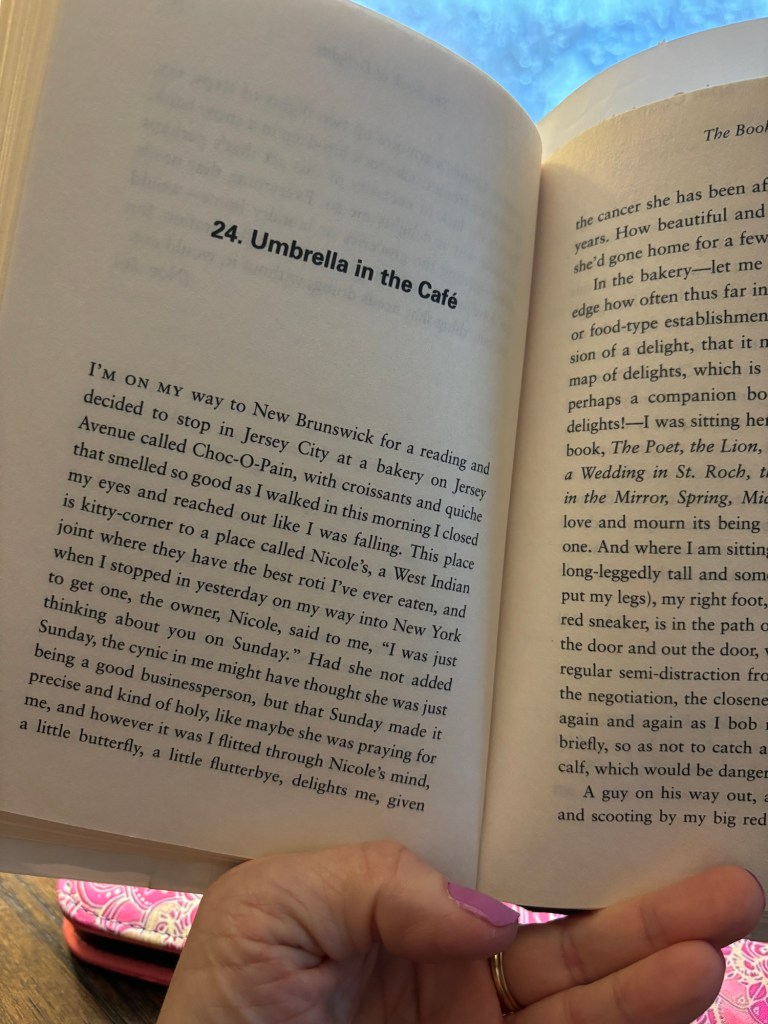 24. Umbrella in the Café
I'M ON MY way to New Brunswick for a reading and
decided to stop in Jersey City at a bakery on Jersey
Avenue called Choc-O-Pain, with croissants and quiche
that smelled so good as I walked in this morning I closed
my eyes and reached out like I was falling. This place
is kitty-corner to a place called Nicole's, a West Indian
joint where they have the best roti I've ever eaten, and
when I stopped in yesterday on my way into New York
to get one, the owner, Nicole, said to me, “I was just
thinking about you on Sunday.” Had she not added
Sunday, the cynic in me might have thought she was just
being a good businessperson, but that Sunday made it
precise and kind of holy, like maybe she was praying for
me, and however it was I flitted through Nicole's mind,
a little butterfly, a little flutterbye, delights me, given
The Book
the cancer she has been af
years. How beautiful and
she'd gone home for a few
In the bakery—let me
edge how often thus far in
or food-type establishmen
sion of a delight, that it m
map of delights, which is
perhaps a companion bo
delights!—I was sitting her
book, The Poet, the Lion,
a Wedding in St. Roch, t
in the Mirror, Spring, Mi
love and mourn its being
one. And where I am sitting
long-leggedly tall and som
put my legs), my right foot,
red sneaker, is in the path o
the door and out the door,
regular semi-distraction fro
the negotiation, the closene
again and again as I bob
briefly, so as not to catch a
calf, which would be danger
A guy on his way out,
and scooting by my big red